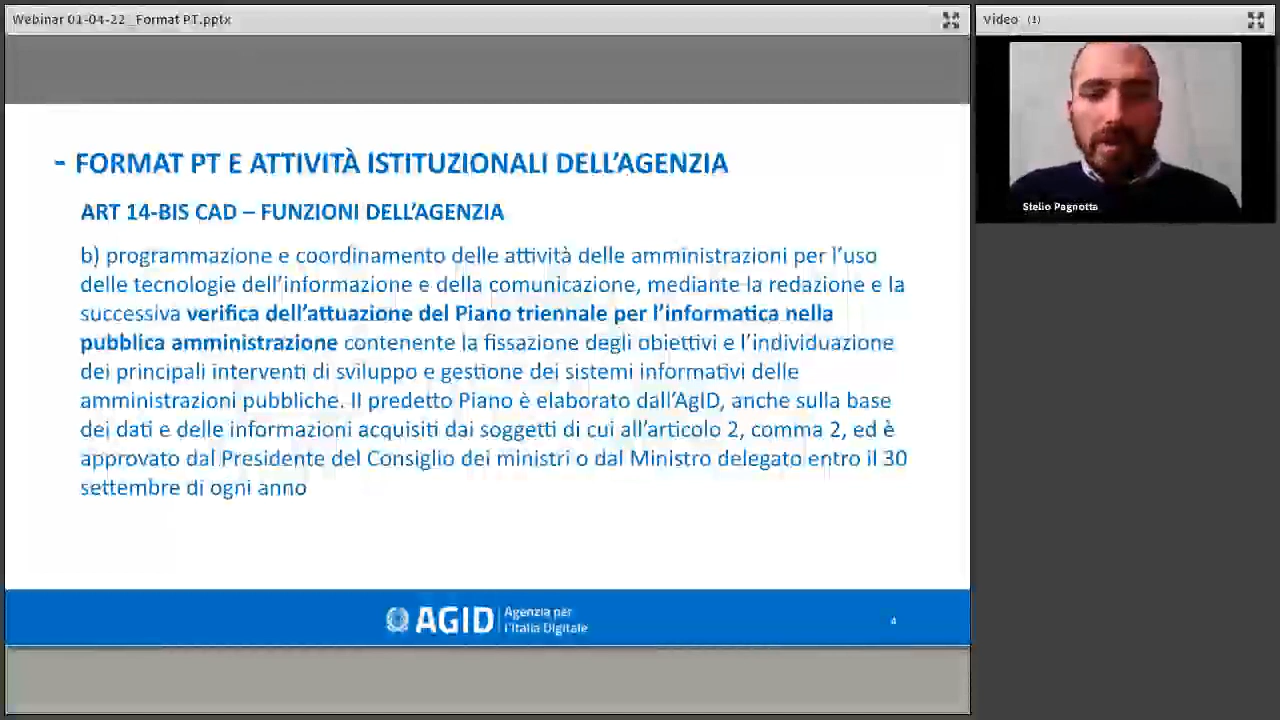 Webinar 01-04-22 _Format PT.pptx
Video (1)
Stelio Pagnotta
- FORMAT PT E ATTIVITÀ ISTITUZIONALI DELL’AGENZIA
ART 14-BIS CAD – FUNZIONI DELL’AGENZIA
b) programmazione e coordinamento delle attività delle amministrazioni per l’uso
delle tecnologie dell’informazione e della comunicazione, mediante la redazione e la
successiva verifica dell’attuazione del Piano triennale per l’informatica nella
pubblica amministrazione contenente la fissazione degli obiettivi e l’individuazione
dei principali interventi di sviluppo e gestione dei sistemi informativi delle
amministrazioni pubbliche. Il predetto Piano è elaborato dall’AgID, anche sulla base
dei dati e delle informazioni acquisiti dai soggetti di cui all’articolo 2, comma 2, ed è
approvato dal Presidente del Consiglio dei ministri o dal Ministro delegato entro il 30
settembre di ogni anno
AGID
Agenzia per
l’Italia Digitale
4